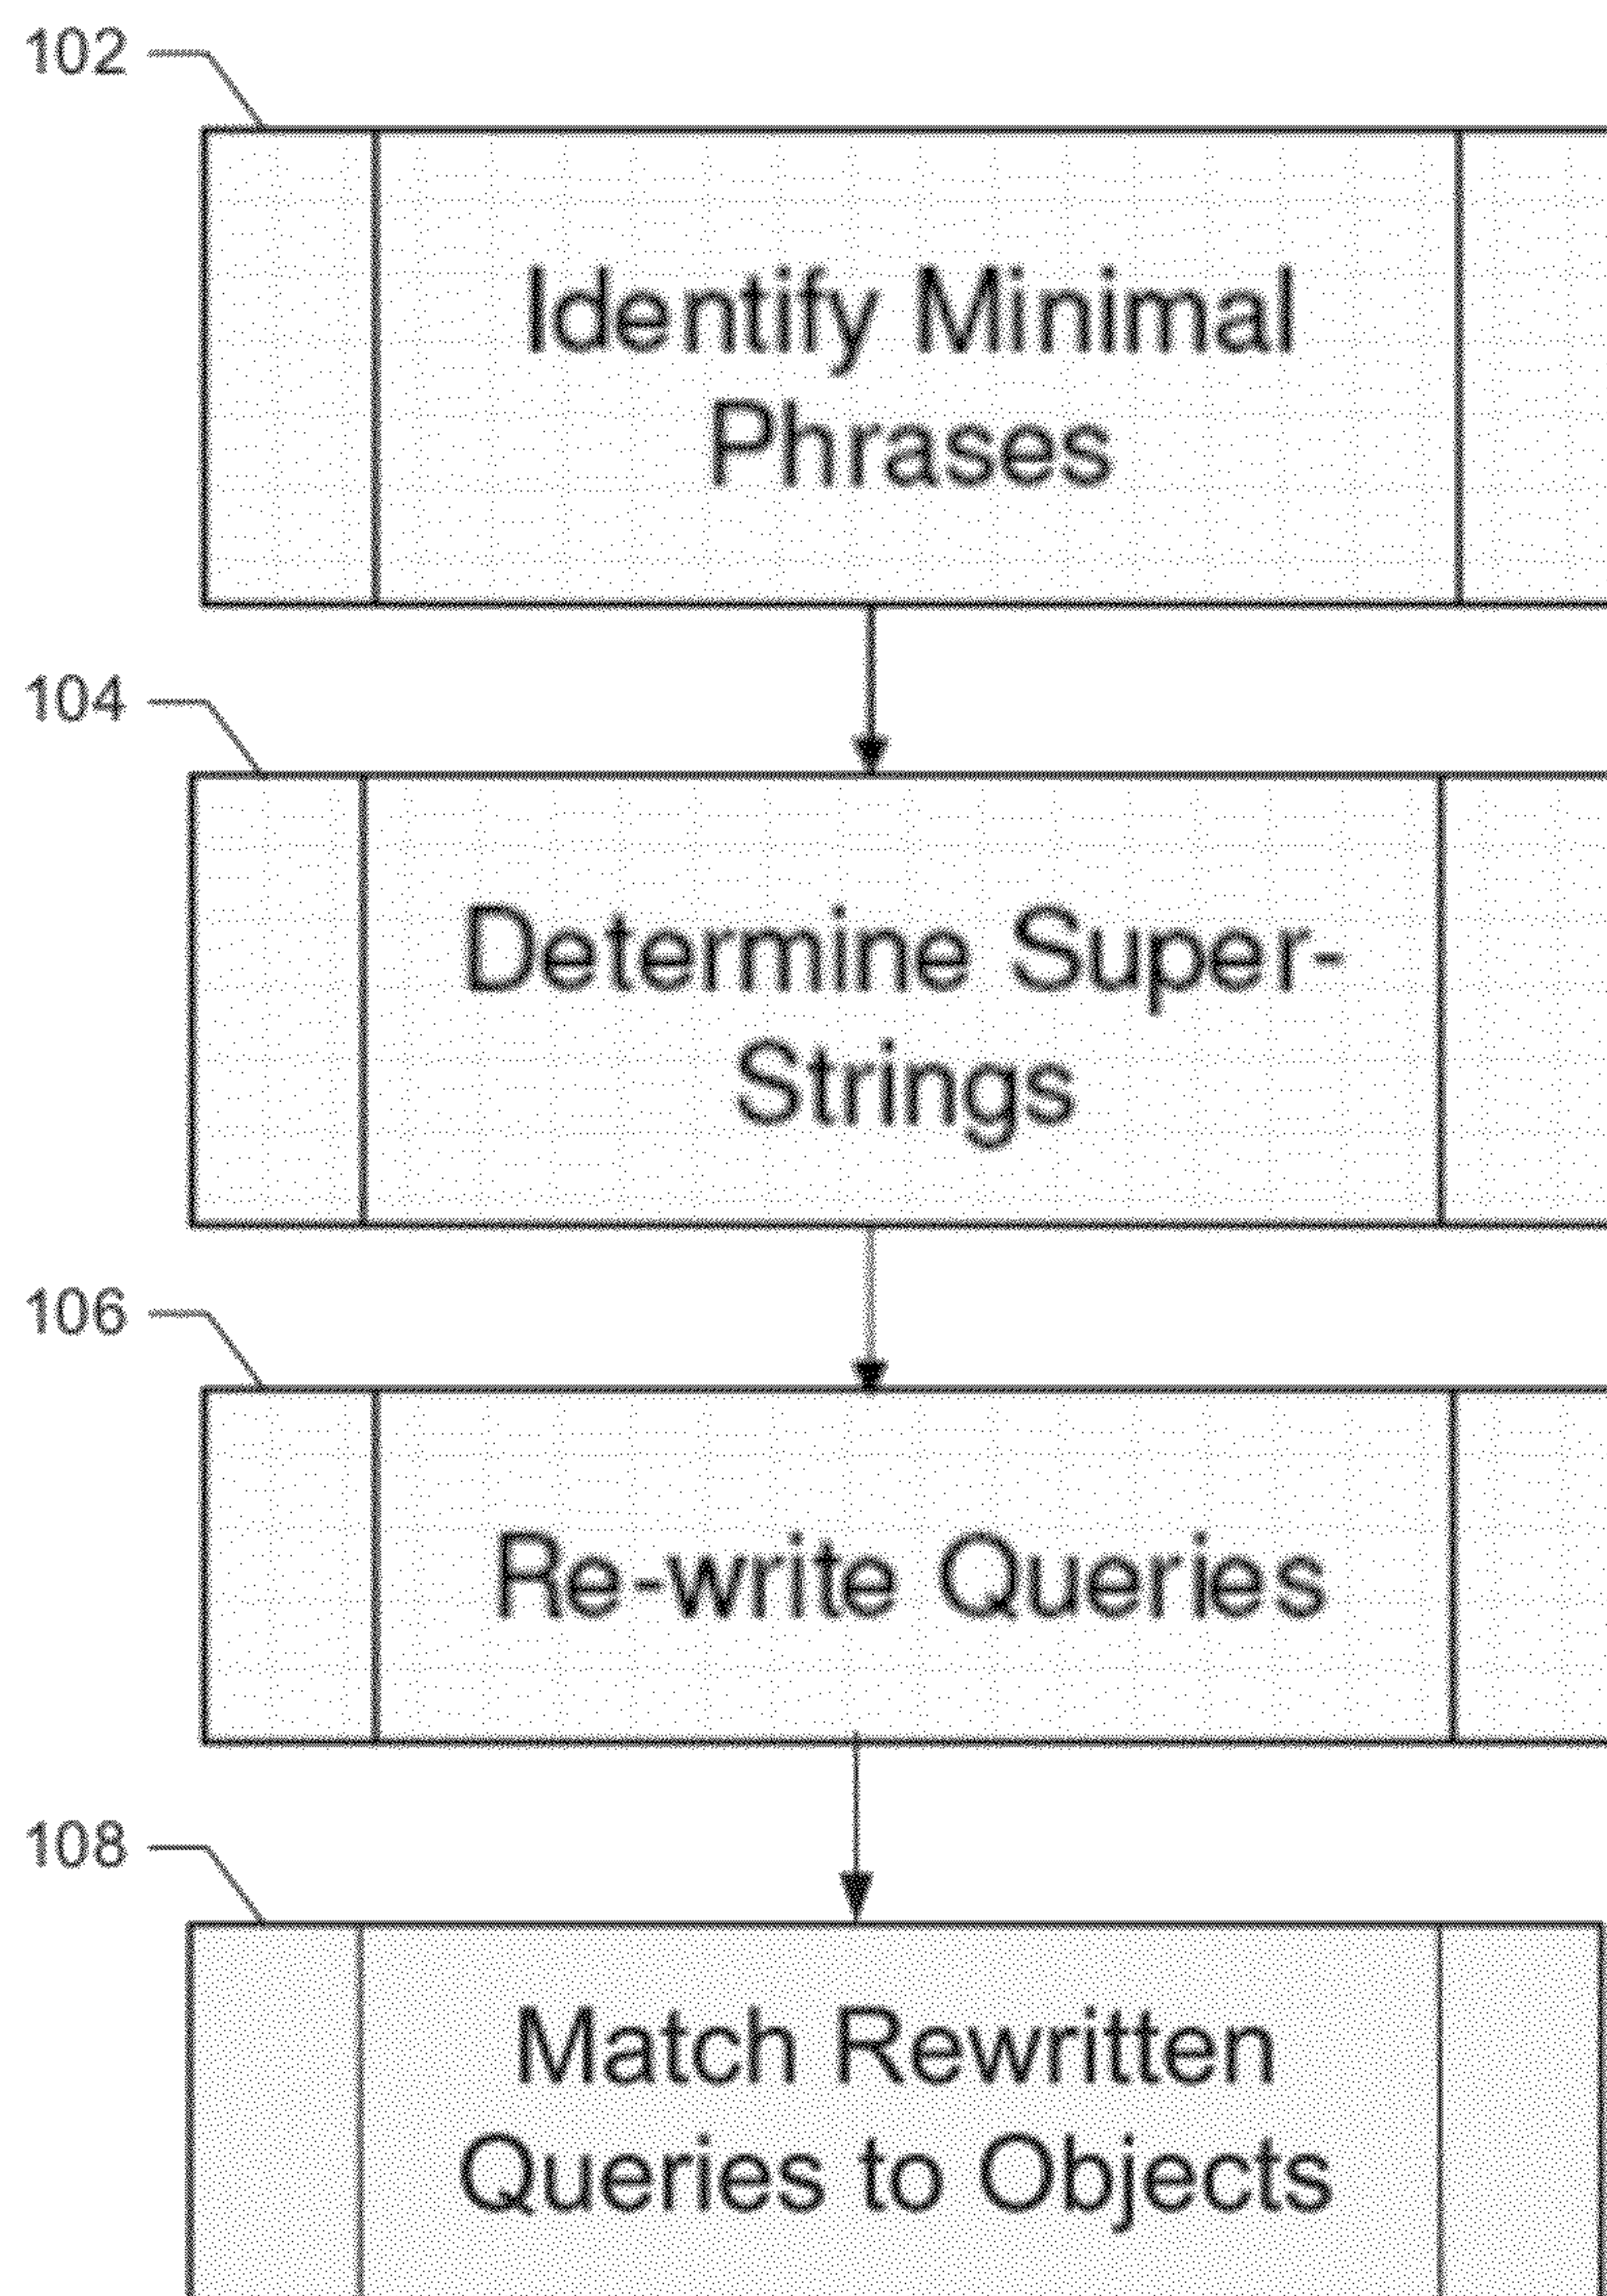 102
Identify Minimal
Phrases
104
Determine Super-
Strings
106
Re-write Queries
108
Match Rewritten
Queries to Objects